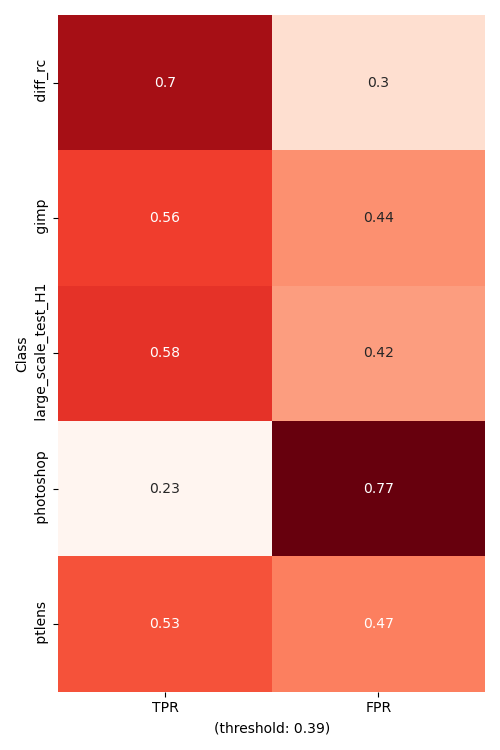 Class
diff_rc
0.7
0.3
gimp
0.56
0.44
large_scale_test_H1
0.58
0.42
photoshop
0.23
0.77
ptlens
0.53
0.47
TPR
FPR
(threshold: 0.39)